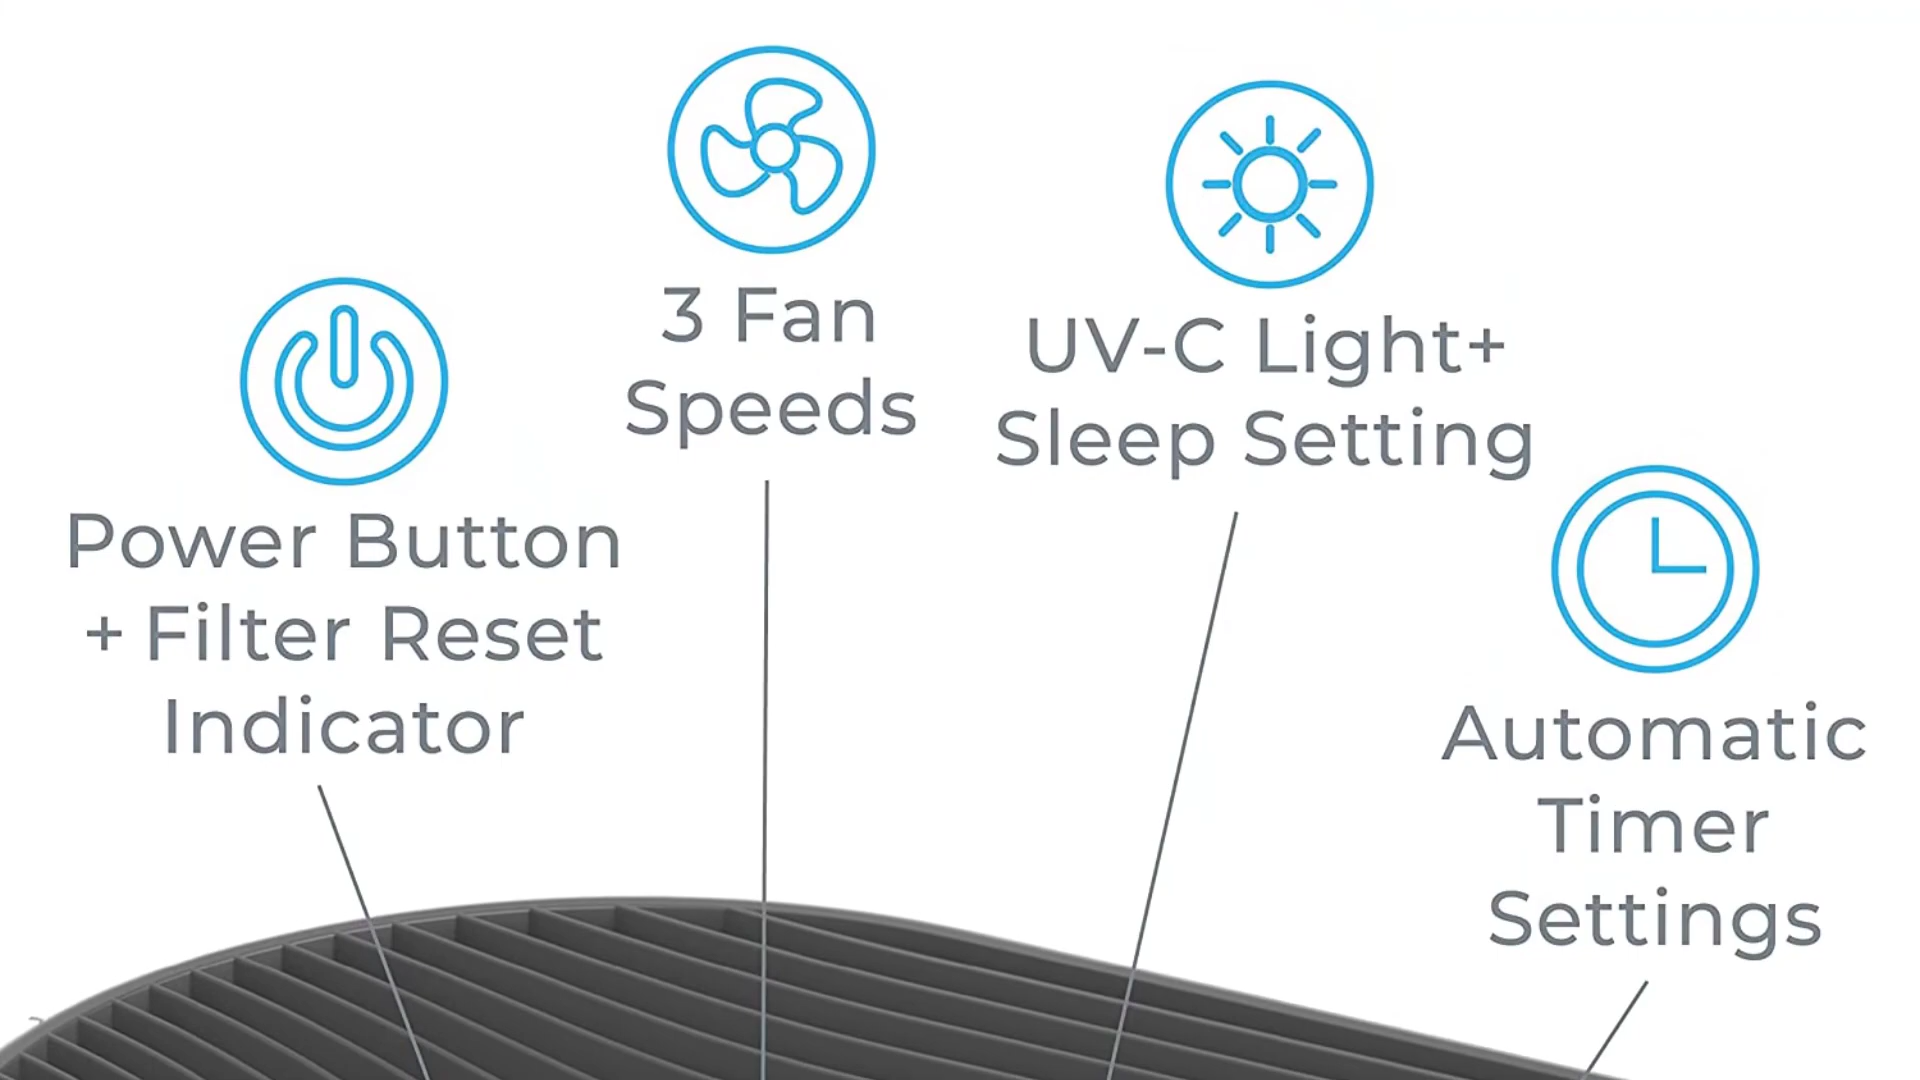 3 Fan
Speeds
UV-C Light+
Sleep Setting
Power Button
+ Filter Reset
Indicator
Automatic
Timer
Settings